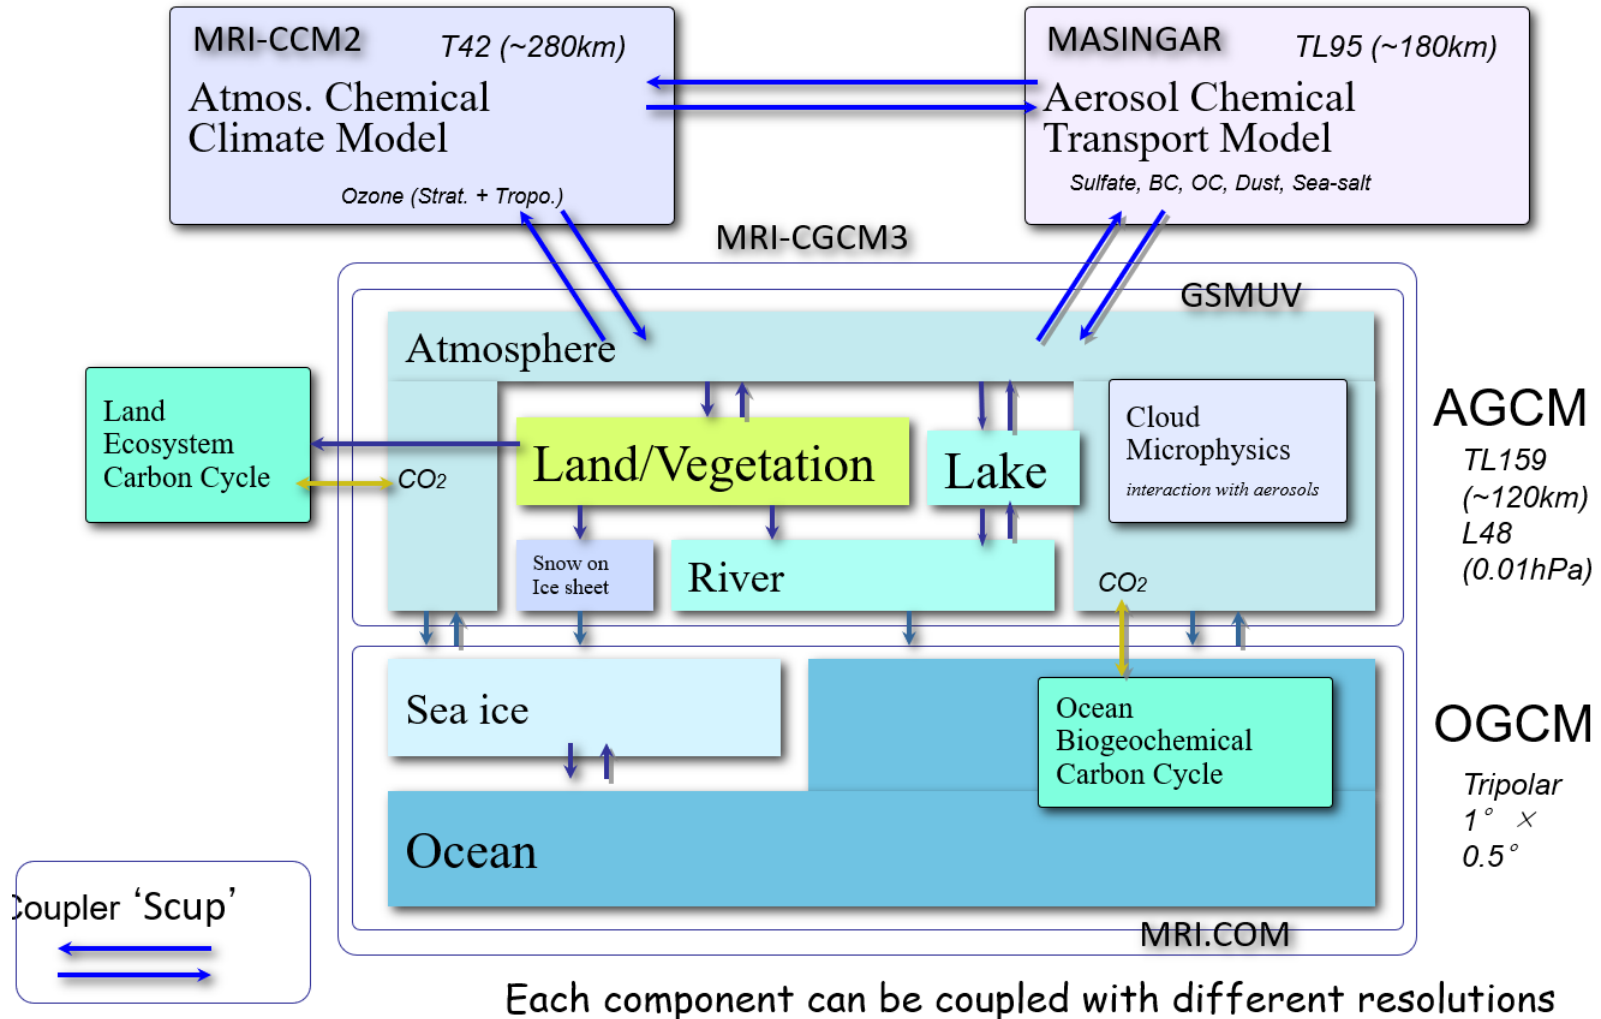 MRI-CCM2 T42 (~280km)
Atmos. Chemical
Climate Model
Ozone (Strat. + Tropo.)
MASINGAR TL95 (~180km)
Aerosol Chemical
Transport Model
Sulfate, BC, OC, Dust, Sea-salt
MRI-CGCM3
GSMUV
Atmosphere
Land
Ecosystem
Carbon Cycle
CO2
Land/Vegetation
Lake
Cloud
Microphysics
interaction with aerosols
Snow on
Ice sheet
River
CO2
AGCM
TL159
(~120km)
L48
(0.01hPa)
Sea ice
Ocean
Biogeochemical
Carbon Cycle
Ocean
OGCM
Tripolar
1° ×
0.5°
MRI.COM
Coupler ‘Scup’
Each component can be coupled with different resolutions